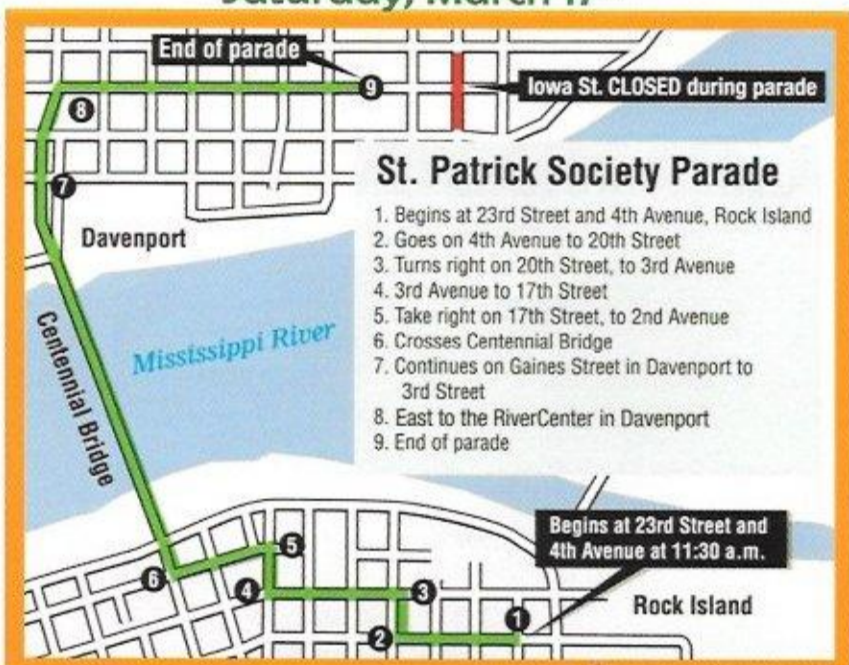 Saturday, March 17
End of parade
9
Iowa St. CLOSED during parade
8
7
Davenport
St. Patrick Society Parade
1. Begins at 23rd Street and 4th Avenue, Rock Island
2. Goes on 4th Avenue to 20th Street
3. Turns right on 20th Street, to 3rd Avenue
4. 3rd Avenue to 17th Street
5. Take right on 17th Street, to 2nd Avenue
6. Crosses Centennial Bridge
7. Continues on Gaines Street in Davenport to
3rd Street
8. East to the RiverCenter in Davenport
9. End of parade
Mississippi River
Centennial Bridge
Begins at 23rd Street and
4th Avenue at 11:30 a.m.
5
6
4
3
Rock Island
2
1